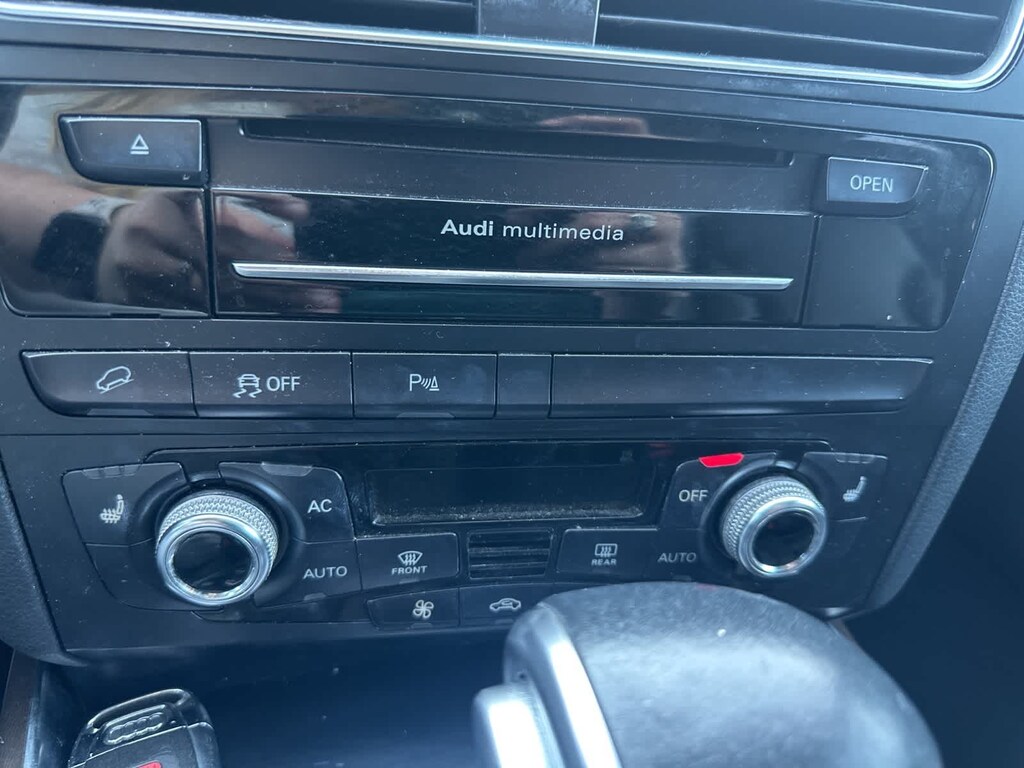 OPEN
Audi multimedia
OFF
P
AC
OFF
AUTO
FRONT
REAR
AUTO